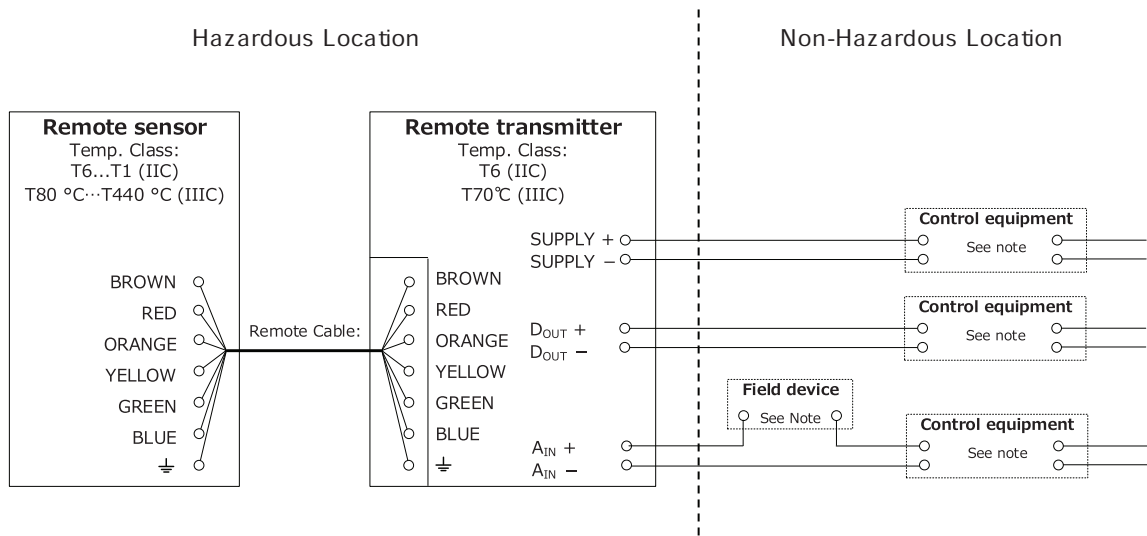 Hazardous Location
Non-Hazardous Location
Remote sensor
Temp. Class:
T6...T1 (IIC)
T80 °C⋯T440 °C (IIIC)
BROWN
RED
ORANGE
YELLOW
GREEN
BLUE
Remote Cable:
Remote transmitter
Temp. Class:
T6 (IIC)
T70℃ (IIIC)
SUPPLY +
SUPPLY −
BROWN
RED
ORANGE
YELLOW
GREEN
BLUE
DOUT +
DOUT −
AIN +
AIN −
Control equipment
See note
Control equipment
See note
Field device
See Note
Control equipment
See note